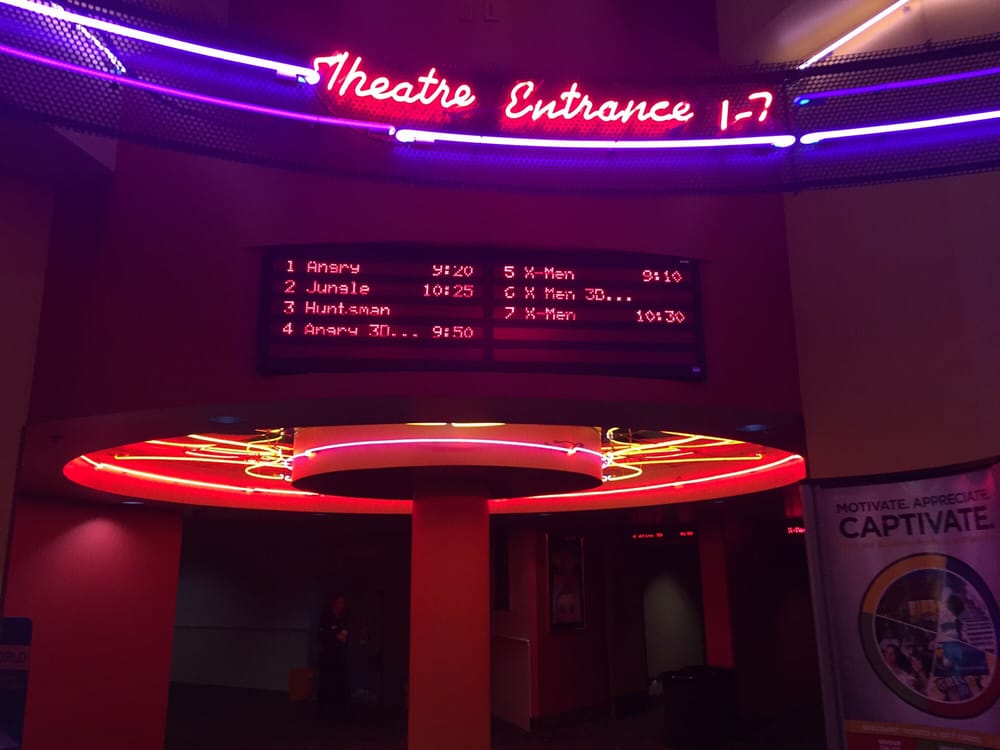 Theatre Entrance 1-7
1 Angry 9:20
2 Jungle 10:25
3 Huntsman
4 Angry 3D... 9:50
5 X-Men 9:10
6 X Men 3D...
7 X-Men 10:30
MOTIVATE. APPRECIATE.
CAPTIVATE.